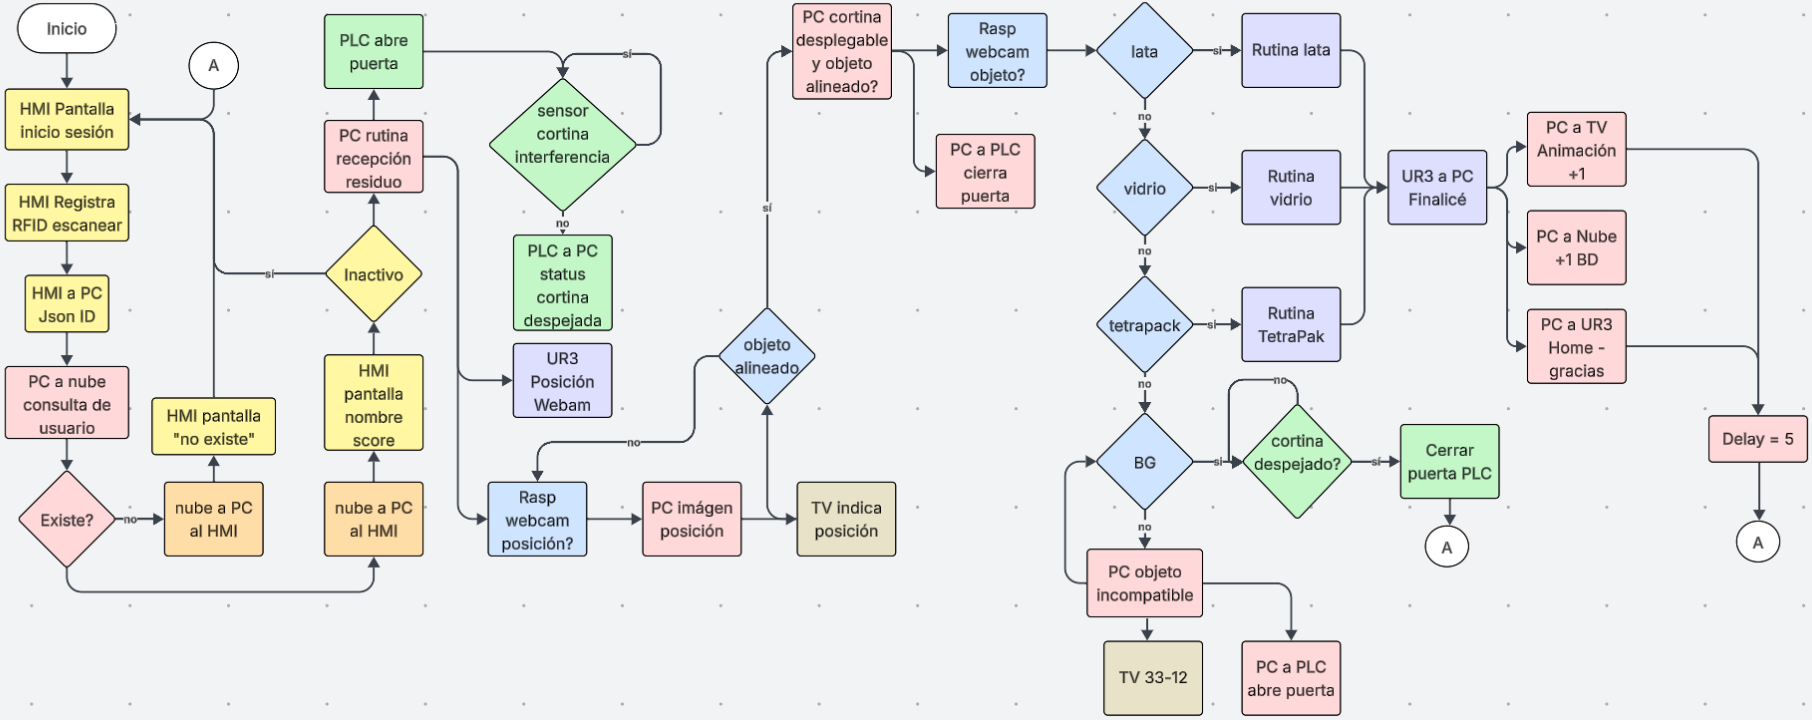 Inicio
HMI Pantalla
inicio sesión
HMI Registra
RFID escanear
HMI a PC
Json ID
PC a nube
consulta de
usuario
Existe?
no
nube a PC
al HMI
HMI pantalla
"no existe"
A
nube a PC
al HMI
HMI
pantalla
nombre
score
Inactivo
sí
PC rutina
recepción
residuo
PLC abre
puerta
sensor
cortina
interferencia
sí
no
PLC a PC
status
cortina
despejada
UR3
Posición
Webam
Rasp
webcam
posición?
PC imágen
posición
TV indica
posición
objeto
alineado
no
sí
PC cortina
desplegable
y objeto
alineado?
PC a PLC
cierra
puerta
Rasp
webcam
objeto?
lata
si
Rutina lata
no
vidrio
si
Rutina
vidrio
no
tetrapack
si
Rutina
TetraPak
no
BG
si
cortina
despejado?
no
sí
Cerrar
puerta PLC
A
no
PC objeto
incompatible
TV 33-12
PC a PLC
abre puerta
UR3 a PC
Finalicé
PC a TV
Animación
+1
PC a Nube
+1 BD
PC a UR3
Home -
gracias
Delay = 5
A